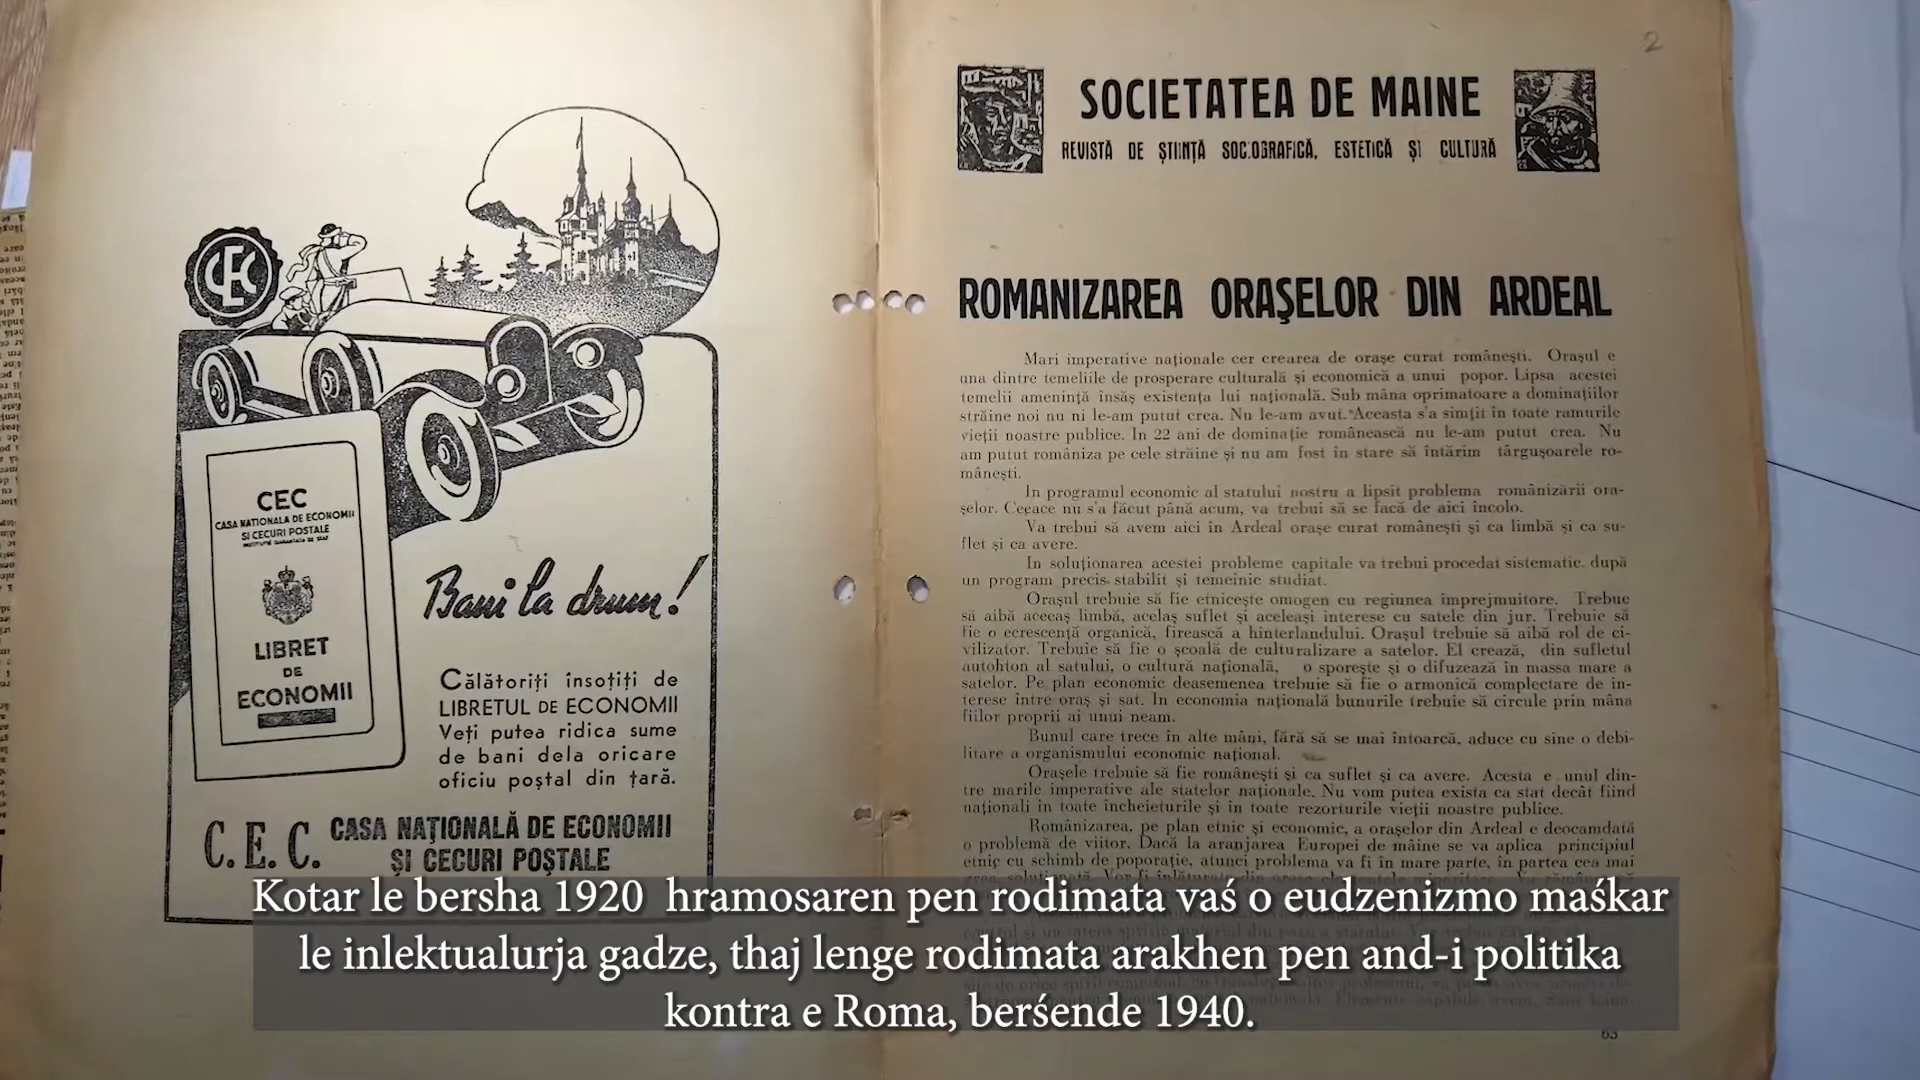 CEC
CEC
CASA NATIONALA DE ECONOMII
SI CECURI POSTALE
LIBRET
DE
ECONOMII
Bani la drum!
Călătoriți însoțiți de
LIBRETUL DE ECONOMII
Veți putea ridica sume
de bani dela oricare
oficiu poștal din țară.
C. E. C. CASA NAȚIONALĂ DE ECONOMII
ȘI CECURI POȘTALE
2
SOCIETATEA DE MAINE
REVISTĂ DE ȘTIINȚĂ SOCIOGRAFICĂ, ESTETICĂ ȘI CULTURĂ
ROMANIZAREA ORAȘELOR DIN ARDEAL
Mari imperative naționale cer crearea de orașe curat românești. Orașul e
una dintre temeliile de prosperare culturală și economică a unui popor. Lipsa acestei
temelii amenință însăș existența lui națională. Sub mâna oprimatoare a dominațiilor
străine noi nu ni le-am putut crea. Nu le-am avut. Aceasta s'a simțit în toate ramurile
vieții noastre publice. In 22 ani de dominație românească nu le-am putut crea. Nu
am putut româniza pe cele străine și nu am fost în stare să întărim târgușoarele ro-
mânești.
In programul economic al statului nostru a lipsit problema românizării ora-
șelor. Ceeace nu s'a făcut până acum, va trebui să se facă de aici încolo.
Va trebui să avem aici în Ardeal orașe curat românești și ca limbă și ca su-
flet și ca avere.
In soluționarea acestei probleme capitale va trebui procedat sistematic, după
un program precis, stabilit și temeinic studiat.
Orașul trebuie să fie etnicește omogen cu regiunea imprejmuitore. Trebue
să aibă aceeaș limbă, acelaș suflet și aceleași interese cu satele din jur. Trebuie să
fie o ecrescență organică, firească a hinterlandului. Orașul trebuie să aibă rol de ci-
vilizator. Trebuie să fie o școală de culturalizare a satelor. El crează, din sufletul
autohton al satului, o cultură națională, o sporește și o difuzează în massa mare a
satelor. Pe plan economic deasemenea trebuie să fie o armonică complectare de in-
terese între oraș și sat. In economia națională bunurile trebuie să circule prin mâna
fiilor proprii ai unui neam.
Bunul care trece în alte mâni, fără să se mai întoarcă, aduce cu sine o debi-
litare a organismului economic național.
Orașele trebuie să fie românești și ca suflet și ca avere. Acesta e unul din-
tre marile imperative ale statelor naționale. Nu vom putea exista ca stat decât fiind
naționali in toate încheieturile și in toate rezorturile vieții noastre publice.
Românizarea, pe plan etnic și economic, a orașelor din Ardeal e deocamdată
o problemă de viitor. Dacă la aranjarea Europei de mâine se va aplica principiul
etnic cu schimb de poporație, atunci problema va fi în mare parte, în partea cea mai
Kotar le bersha 1920 hramosaren pen rodimata vaś o eudzenizmo maśkar
le inlektualurja gadze, thaj lenge rodimata arakhen pen and-i politika
kontra e Roma, berśende 1940.
63